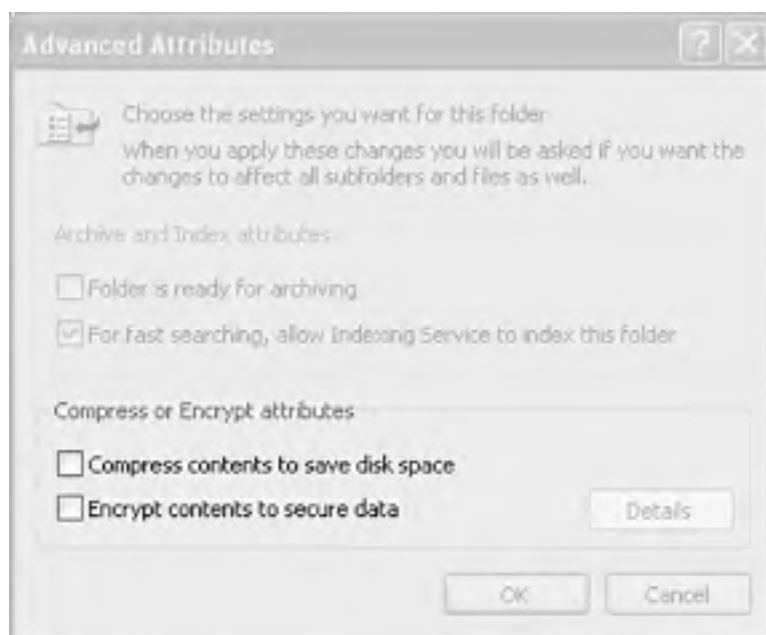 Advanced Attributes
Choose the settings you want for this folder
When you apply these changes you will be asked if you want the
changes to affect all subfolders and files as well.
Archive and Index attributes
Folder is ready for archiving
For fast searching, allow Indexing Service to index this folder
Compress or Encrypt attributes
Compress contents to save disk space
Encrypt contents to secure data
Details
OK
Cancel